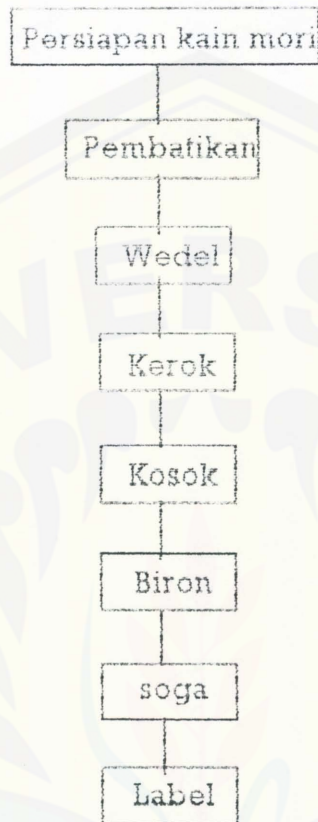 Persiapan kain mori
Pembatikan
Wedel
Kerok
Kosok
Biron
soga
Label